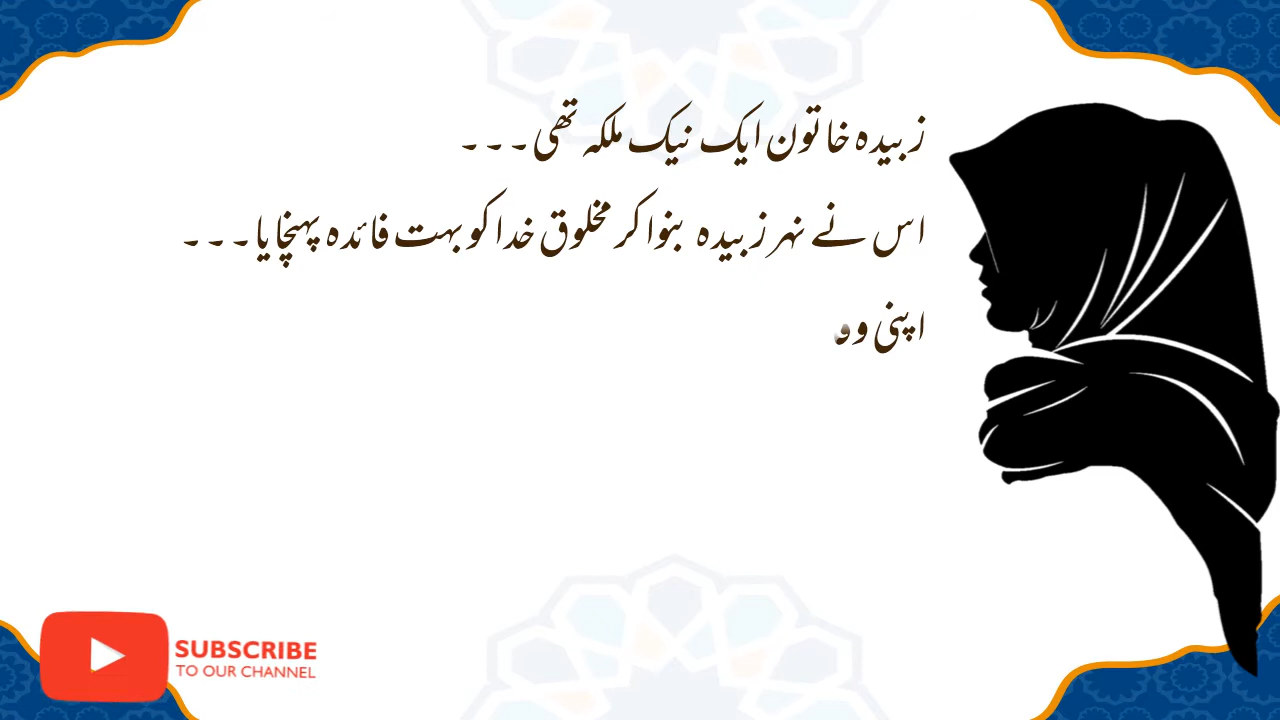 زبیدہ خاتون ایک نیک ملکہ تھی۔۔۔
اس نے نہر زبیدہ بنوا کر مخلوق خدا کو بہت فائدہ پہنچایا۔۔۔
اپنی وو
SUBSCRIBE
TO OUR CHANNEL